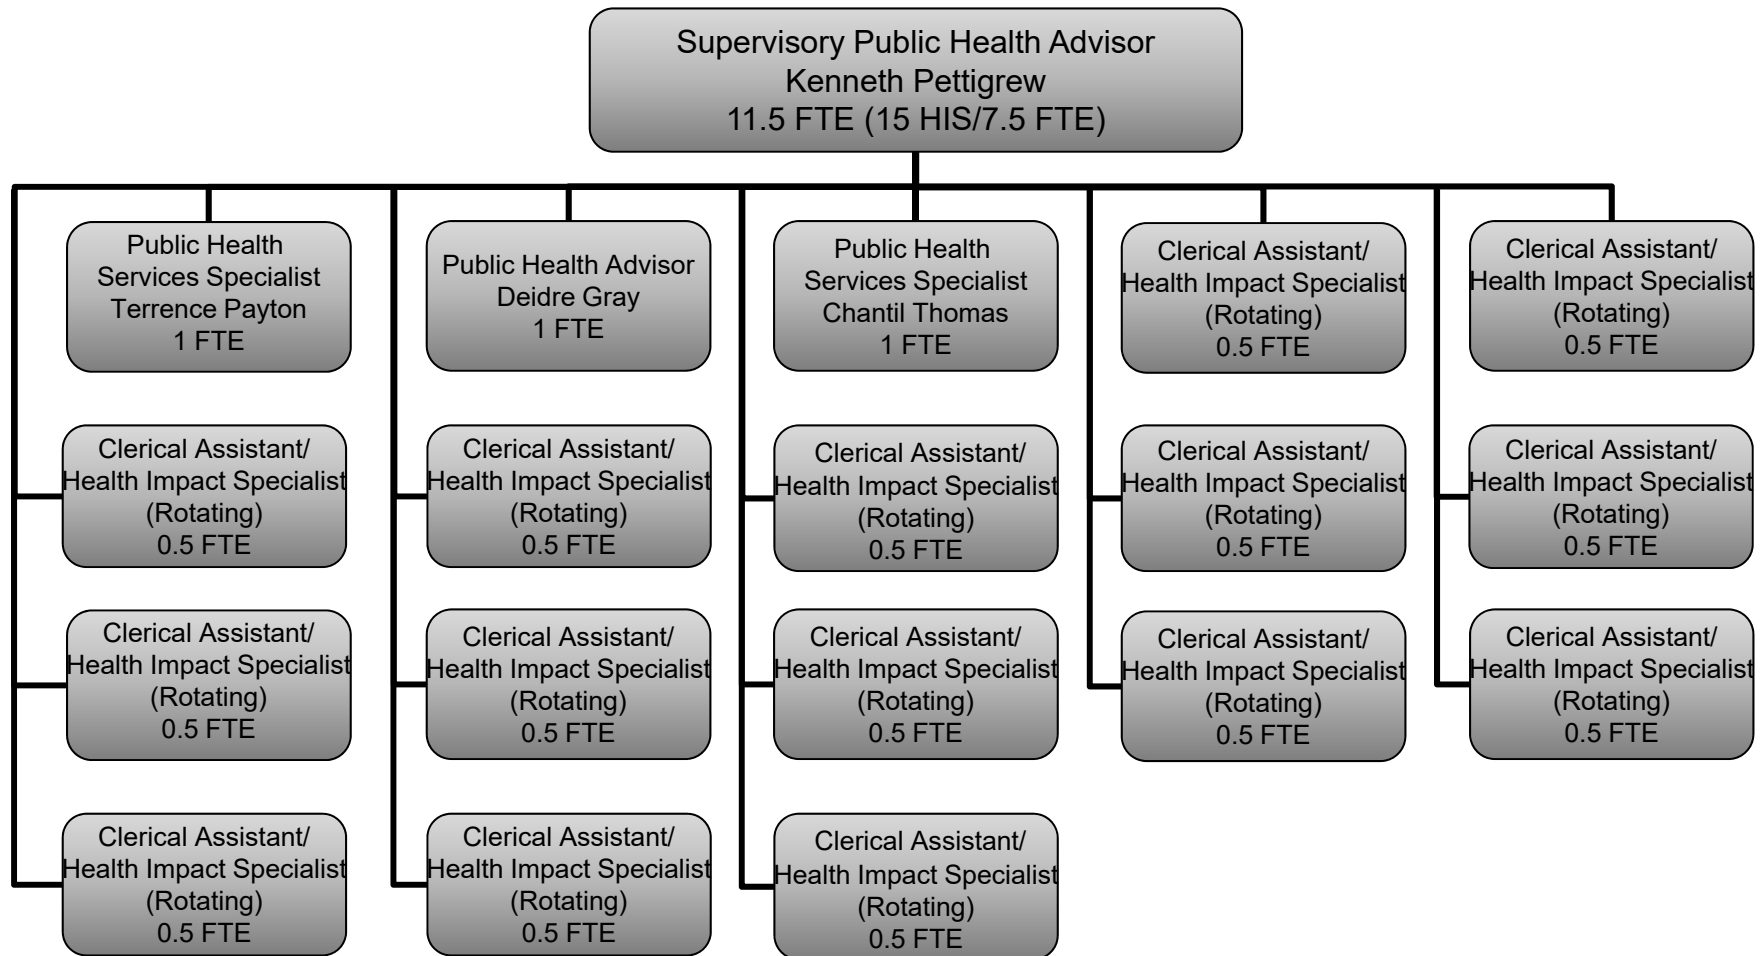 Supervisory Public Health Advisor
Kenneth Pettigrew
11.5 FTE (15 HIS/7.5 FTE)
Public Health
Services Specialist
Terrence Payton
1 FTE
Public Health Advisor
Deidre Gray
1 FTE
Public Health
Services Specialist
Chantil Thomas
1 FTE
Clerical Assistant/
Health Impact Specialist
(Rotating)
0.5 FTE
Clerical Assistant/
Health Impact Specialist
(Rotating)
0.5 FTE
Clerical Assistant/
Health Impact Specialist
(Rotating)
0.5 FTE
Clerical Assistant/
Health Impact Specialist
(Rotating)
0.5 FTE
Clerical Assistant/
Health Impact Specialist
(Rotating)
0.5 FTE
Clerical Assistant/
Health Impact Specialist
(Rotating)
0.5 FTE
Clerical Assistant/
Health Impact Specialist
(Rotating)
0.5 FTE
Clerical Assistant/
Health Impact Specialist
(Rotating)
0.5 FTE
Clerical Assistant/
Health Impact Specialist
(Rotating)
0.5 FTE
Clerical Assistant/
Health Impact Specialist
(Rotating)
0.5 FTE
Clerical Assistant/
Health Impact Specialist
(Rotating)
0.5 FTE
Clerical Assistant/
Health Impact Specialist
(Rotating)
0.5 FTE
Clerical Assistant/
Health Impact Specialist
(Rotating)
0.5 FTE
Clerical Assistant/
Health Impact Specialist
(Rotating)
0.5 FTE
Clerical Assistant/
Health Impact Specialist
(Rotating)
0.5 FTE